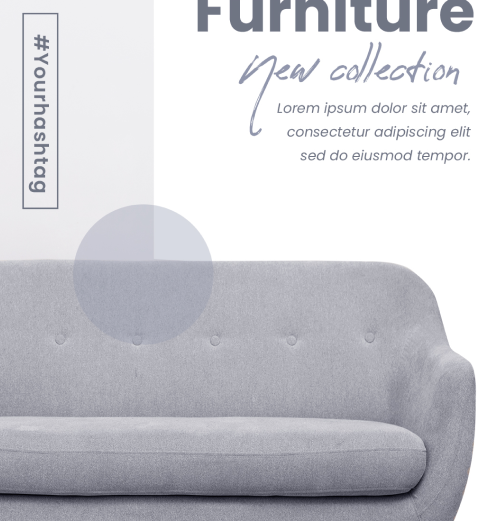 Furniture
new collection
Lorem ipsum dolor sit amet,
consectetur adipiscing elit
sed do eiusmod tempor.
#Yourhashtag